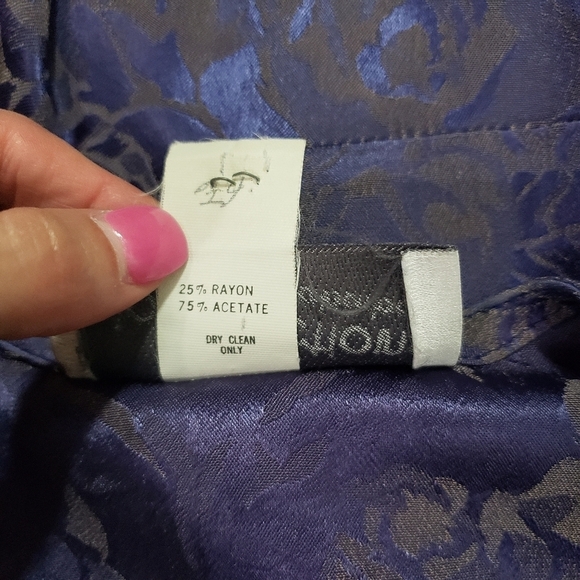 25% RAYON
75% ACETATE
DRY CLEAN
ONLY